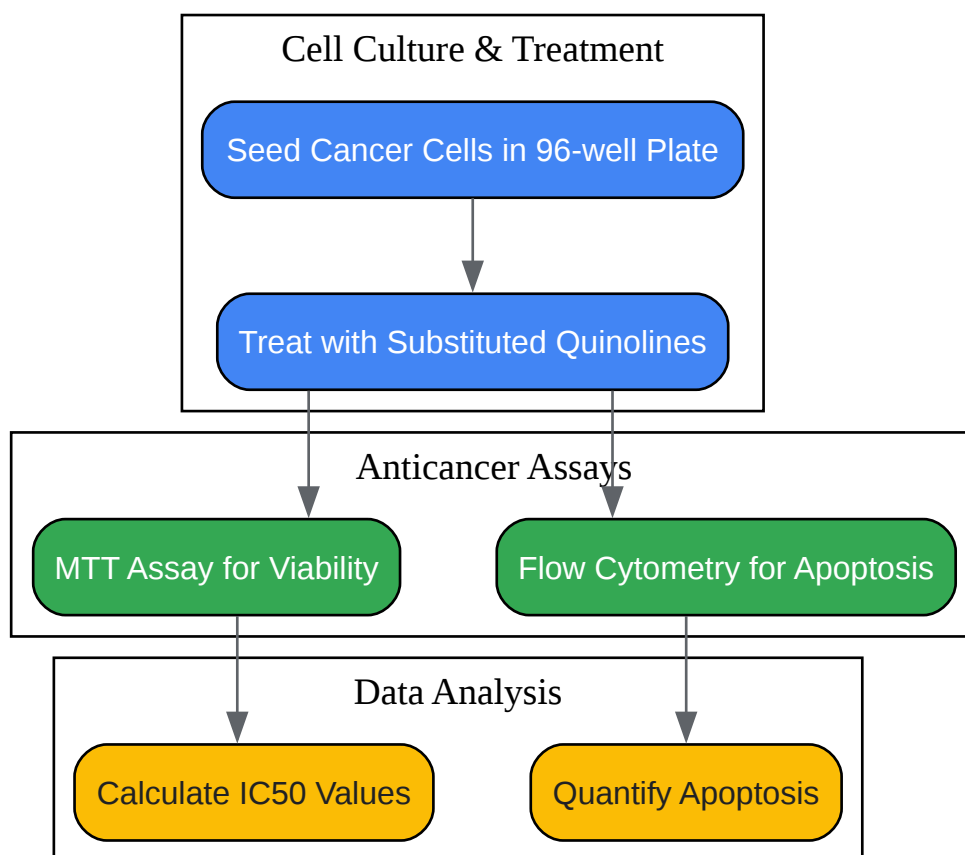 Cell Culture & Treatment
Seed Cancer Cells in 96-well Plate
Treat with Substituted Quinolines
Anticancer Assays
MTT Assay for Viability
Flow Cytometry for Apoptosis
Data Analysis
Calculate IC50 Values
Quantify Apoptosis